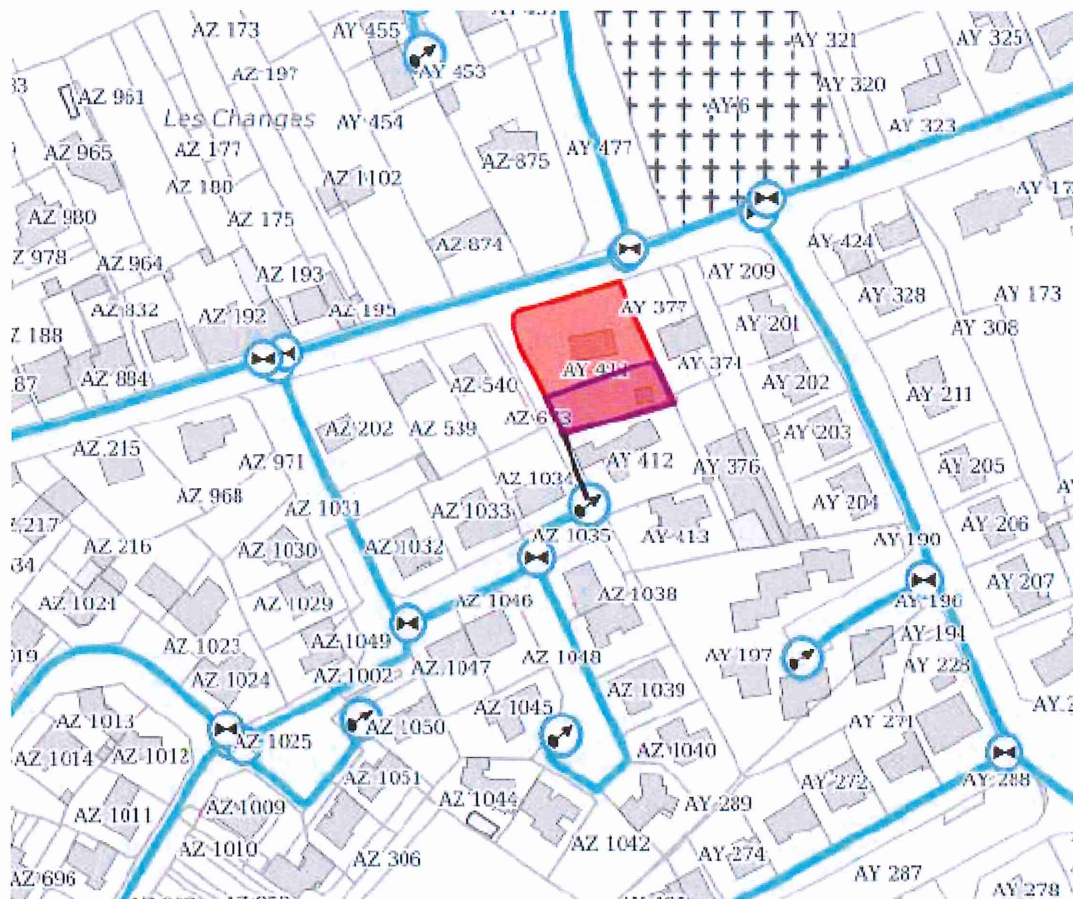 AZ 173
AY 455
AY 321
AY 325
AZ 197
AY 453
AY 320
AZ 961
AY 6
Les Changes
AY 454
AY 323
AZ 965
AZ 177
AZ 875
AY 477
AZ 180
AZ 1102
AZ 980
AZ 175
AZ 978
AZ 964
AZ 874
AY 424
AY 209
AZ 193
AY 328
AY 173
AZ 832
AZ 192
AZ 195
AY 377
AY 201
AY 308
AZ 188
AY 411
AY 374
AZ 884
AZ 540
AY 202
AY 211
AZ 202
AZ 539
AY 203
AZ 215
AZ 971
AY 412
AY 376
AY 205
AZ 968
AZ 1034
AY 204
AZ 1031
AZ 1033
AY 206
AZ 216
AZ 1030
AZ 1032
AZ 1035
AY 413
AY 190
AY 207
AZ 1029
AZ 1046
AZ 1038
AY 196
AZ 1023
AZ 1049
AY 194
AZ 1024
AZ 1002
AZ 1047
AZ 1048
AY 197
AZ 1039
AZ 1045
AZ 1013
AZ 1050
AY 271
AZ 1014
AZ 1012
AZ 1025
AZ 1040
AZ 1051
AY 272
AY 288
AZ 1011
AZ 1009
AZ 1044
AY 289
AZ 1010
AZ 306
AZ 1042
AY 274
AZ 696
AY 287
AY 278